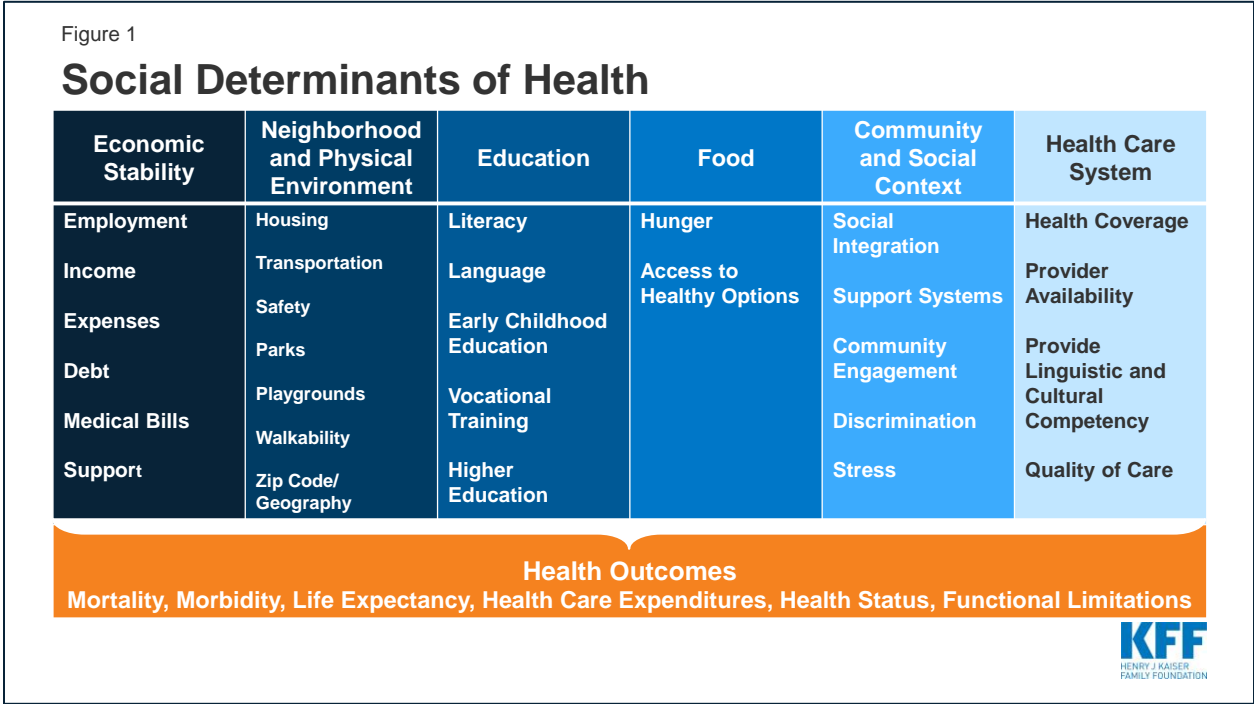 Figure 1
Social Determinants of Health
Economic
Stability
Neighborhood
and Physical
Environment
Education
Food
Community
and Social
Context
Health Care
System
Employment
Income
Expenses
Debt
Medical Bills
Support
Housing
Transportation
Safety
Parks
Playgrounds
Walkability
Zip Code/
Geography
Literacy
Language
Early Childhood
Education
Vocational
Training
Higher
Education
Hunger
Access to
Healthy Options
Social
Integration
Support Systems
Community
Engagement
Discrimination
Stress
Health Coverage
Provider
Availability
Provide
Linguistic and
Cultural
Competency
Quality of Care
Health Outcomes
Mortality, Morbidity, Life Expectancy, Health Care Expenditures, Health Status, Functional Limitations
KFF
HENRY J KAISER
FAMILY FOUNDATION